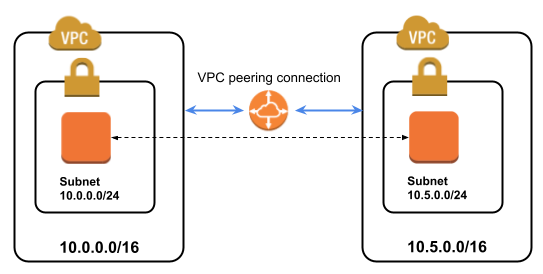 VPC
VPC
VPC peering connection
Subnet
10.0.0.0/24
Subnet
10.5.0.0/24
10.0.0.0/16
10.5.0.0/16